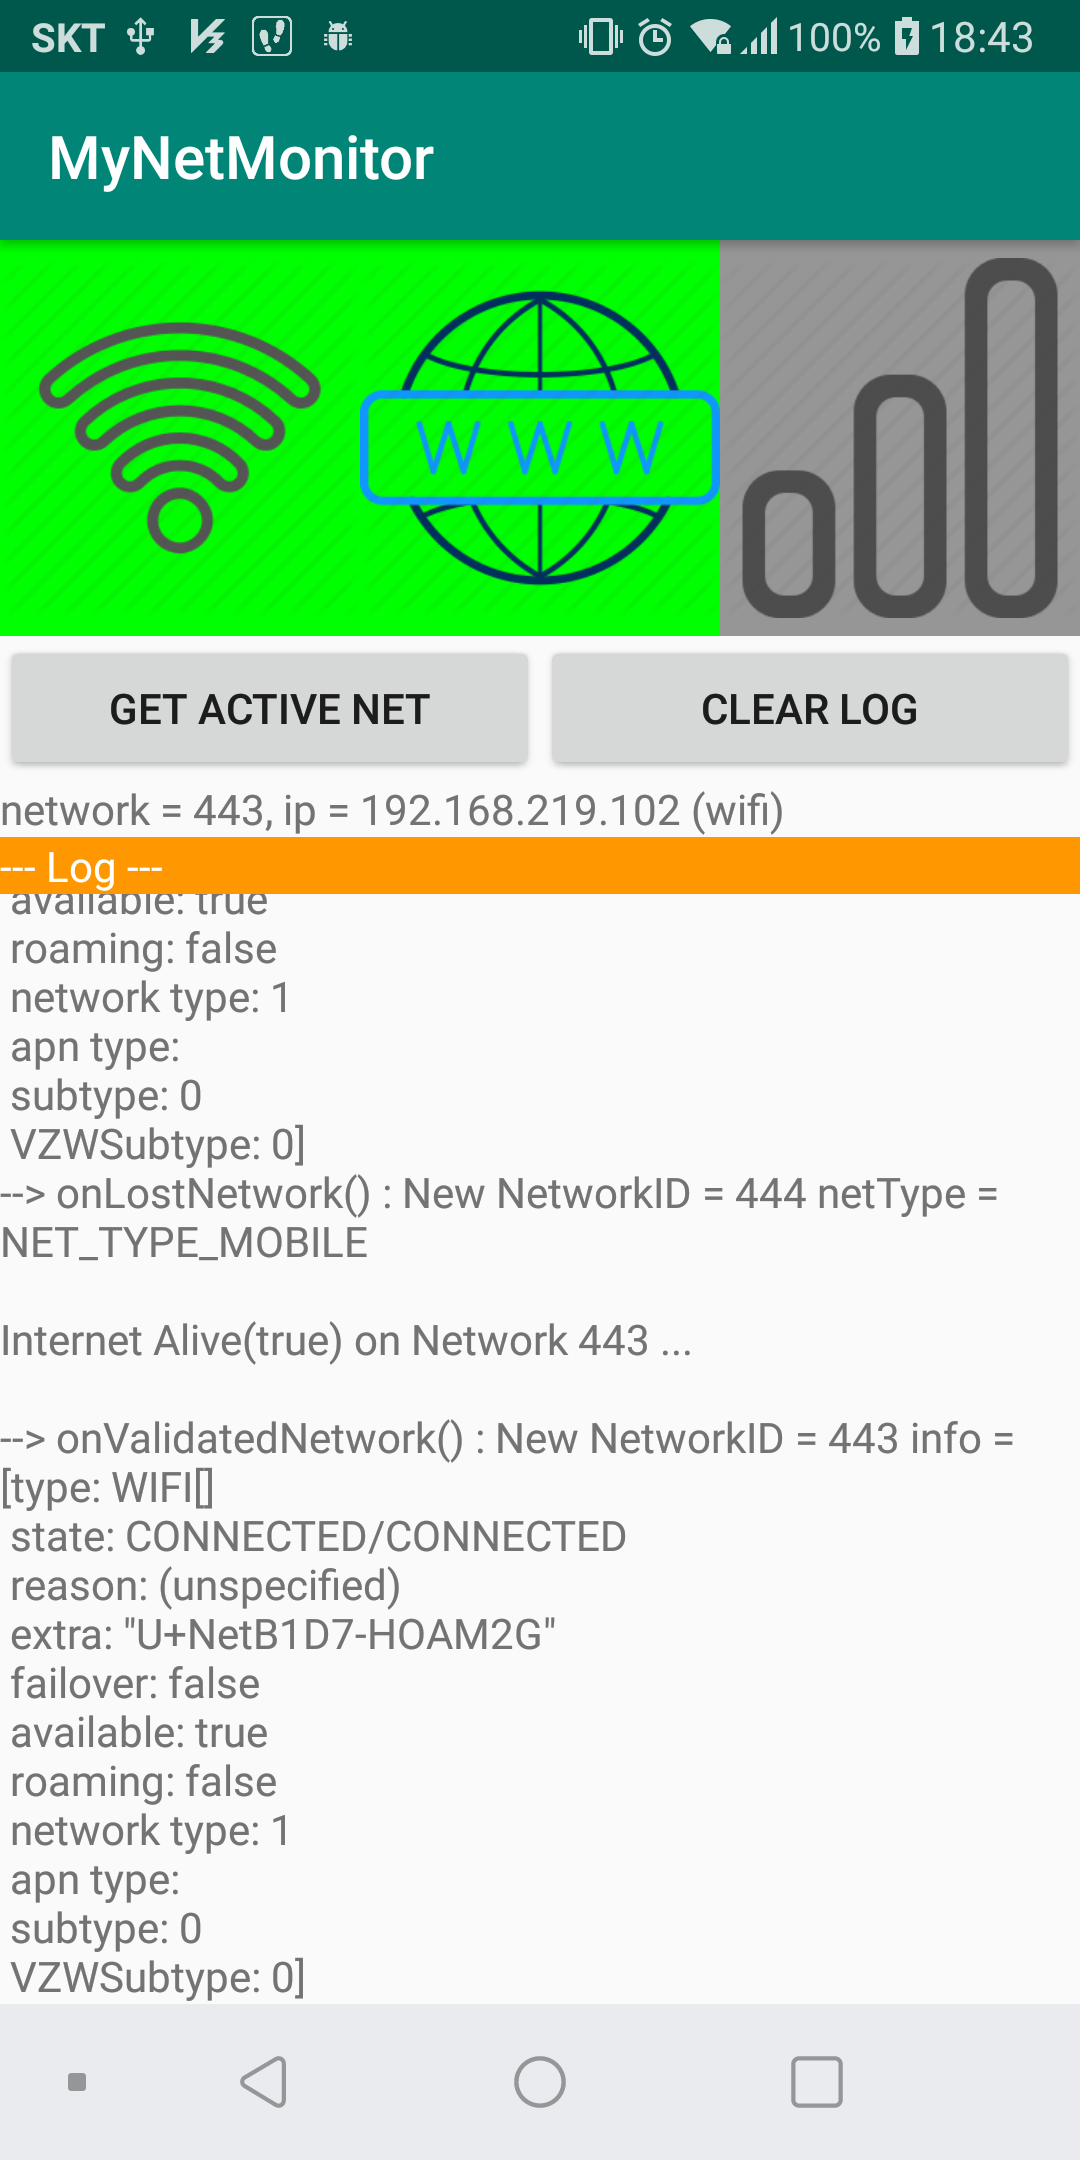 SKT 100% 18:43
MyNetMonitor
W W W
GET ACTIVE NET CLEAR LOG
network = 443, ip = 192.168.219.102 (wifi)
--- Log ---
available: true
roaming: false
network type: 1
apn type:
subtype: 0
VZWSubtype: 0]
--> onLostNetwork() : New NetworkID = 444 netType =
NET_TYPE_MOBILE
Internet Alive(true) on Network 443 ...
--> onValidatedNetwork() : New NetworkID = 443 info =
[type: WIFI[]
state: CONNECTED/CONNECTED
reason: (unspecified)
extra: "U+NetB1D7-HOAM2G"
failover: false
available: true
roaming: false
network type: 1
apn type:
subtype: 0
VZWSubtype: 0]